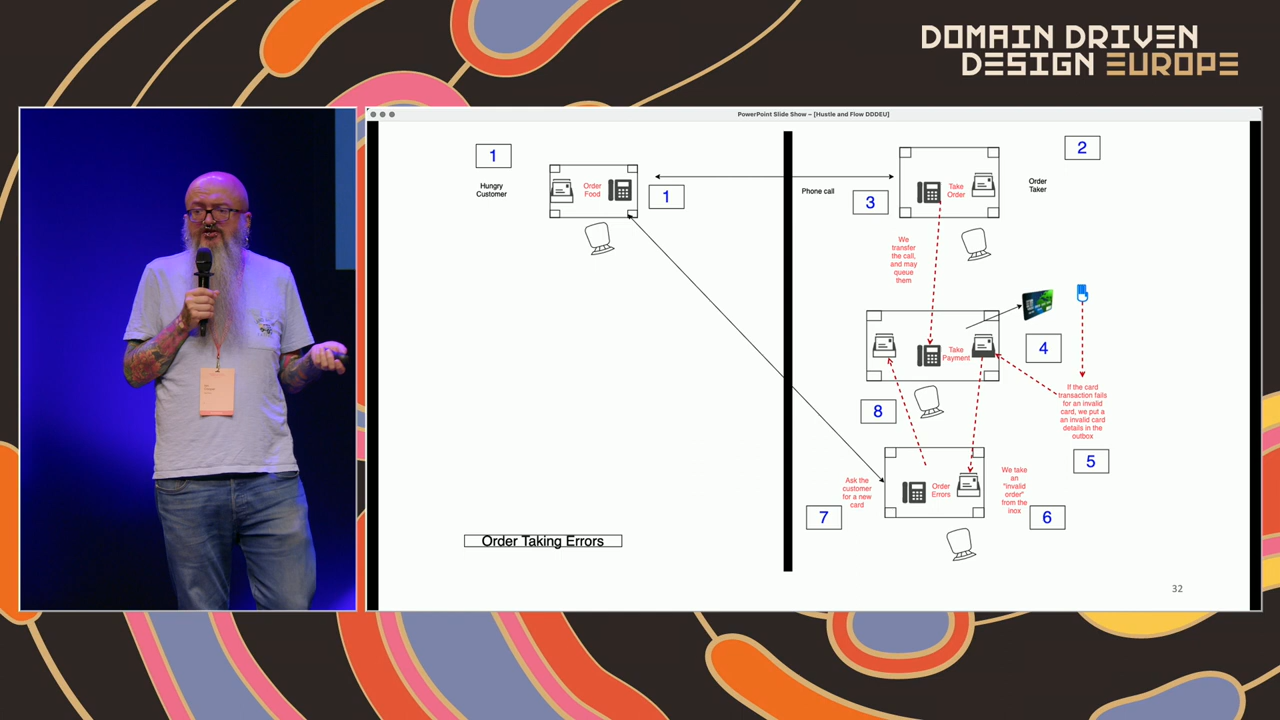 DOMAIN DRIVEN
DESIGN EUROPE
PowerPoint Slide Show – [Hustle and Flow DDDEU]
1
Hungry
Customer
Order
Food
1
Phone call
3
Take
Order
2
Order
Taker
We
transfer
the call,
and may
queue
them
Take
Payment
4
If the card
transaction fails
for an invalid
card, we put a
an invalid card
details in the
outbox
5
8
Ask the
customer
for a new
card
7
Order
Errors
We take
an
"invalid
order"
from the
inox
6
Order Taking Errors
32